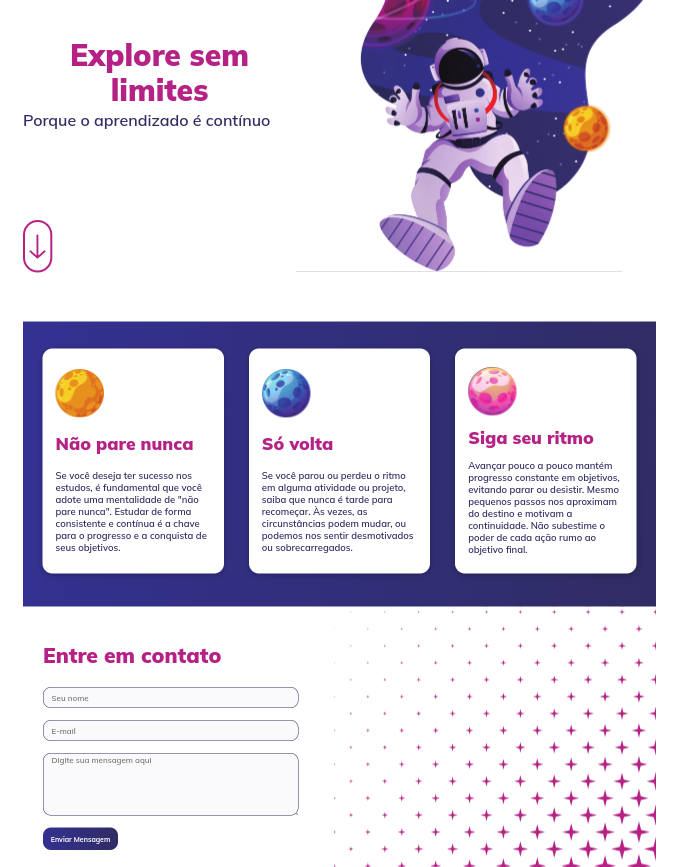 Explore sem
limites
Porque o aprendizado é contínuo
Não pare nunca
Se você deseja ter sucesso nos
estudos, é fundamental que você
adote uma mentalidade de "não
pare nunca". Estudar de forma
consistente e contínua é a chave
para o progresso e a conquista de
seus objetivos.
Só volta
Se você parou ou perdeu o ritmo
em alguma atividade ou projeto,
saiba que nunca é tarde para
recomeçar. Às vezes, as
circunstâncias podem mudar, ou
podemos nos sentir desmotivados
ou sobrecarregados.
Siga seu ritmo
Avançar pouco a pouco mantém
progresso constante em objetivos,
evitando parar ou desistir. Mesmo
pequenos passos nos aproximam
do destino e motivam a
continuidade. Não subestime o
poder de cada ação rumo ao
objetivo final.
Entre em contato
Seu nome
E-mail
Digite sua mensagem aqui
Enviar Mensagem